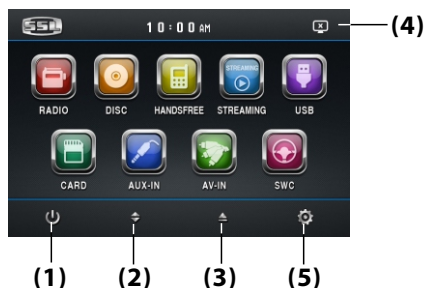 SSL 10:00 AM (4)
STREAMING
RADIO DISC HANDSFREE STREAMING USB
CARD AUX-IN AV-IN SWC
(1) (2) (3) (5)